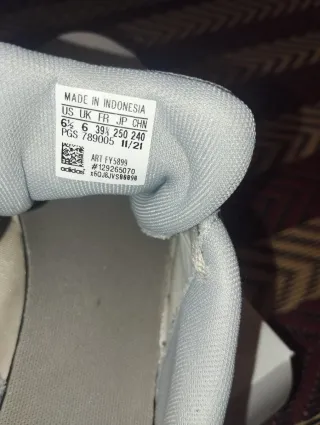 MADE IN INDONESIA
US UK FR JP CHN
6½ 6 39⅓ 250 240
PGS 789005 11/21
ART FY5899
#129265070
adidas